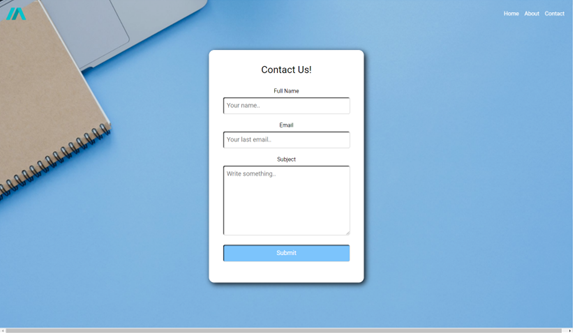 Home About Contact
Contact Us!
Full Name
Your name..
Email
Your last email..
Subject
Write something..
Submit